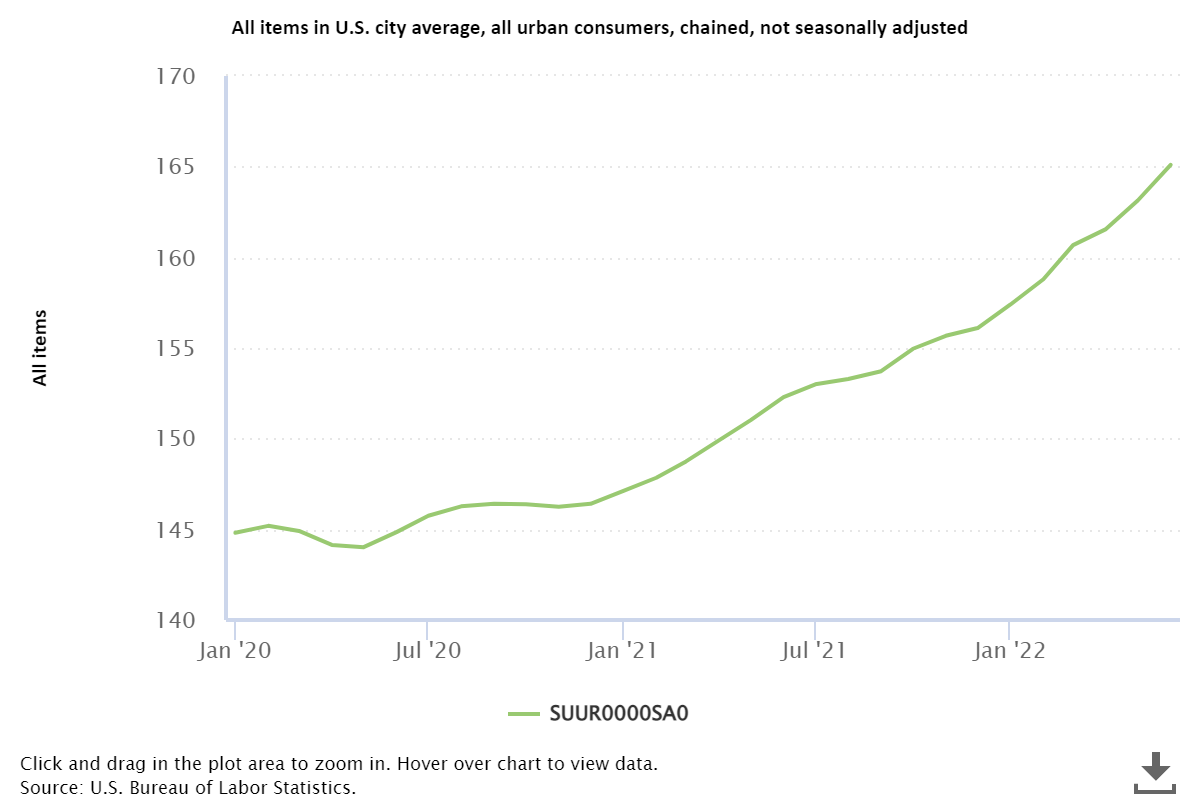 All items in U.S. city average, all urban consumers, chained, not seasonally adjusted
170
165
160
155
150
145
140
All items
Jan '20
Jul '20
Jan '21
Jul '21
Jan '22
SUUR0000SA0
Click and drag in the plot area to zoom in. Hover over chart to view data.
Source: U.S. Bureau of Labor Statistics.